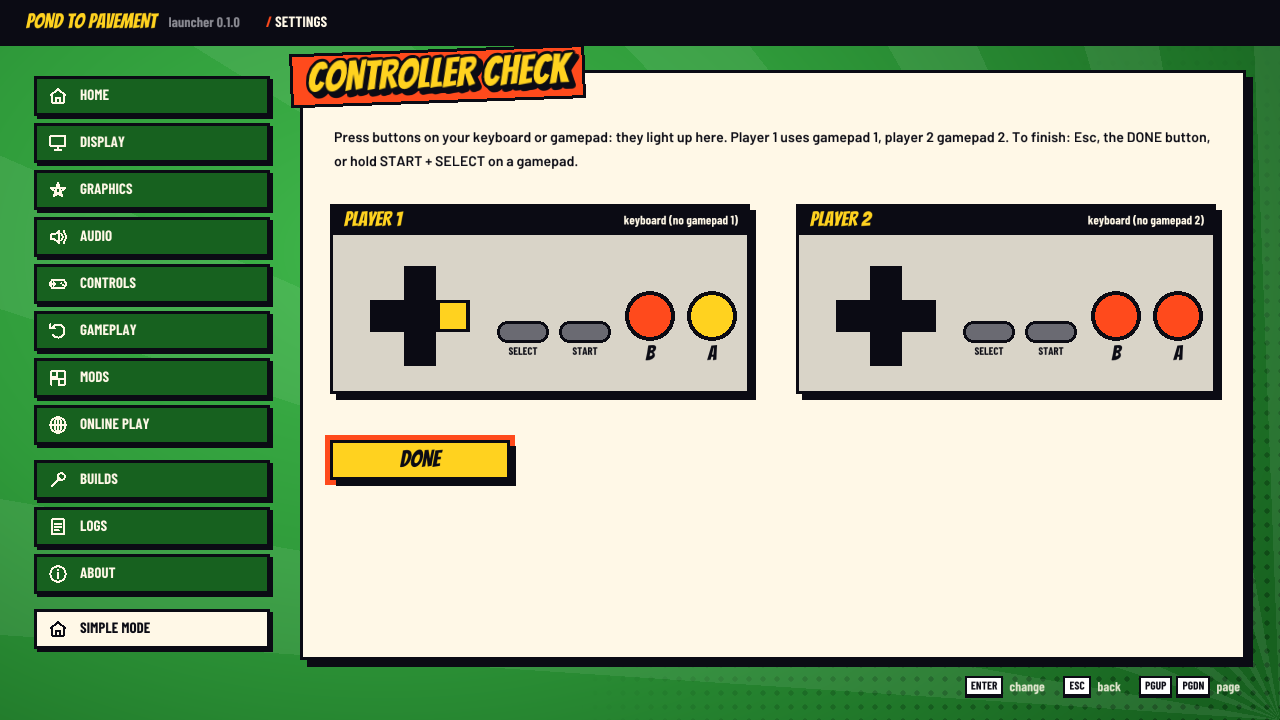 POND TO PAVEMENT launcher 0.1.0 / SETTINGS
CONTROLLER CHECK
HOME
DISPLAY
GRAPHICS
AUDIO
CONTROLS
GAMEPLAY
MODS
ONLINE PLAY
BUILDS
LOGS
ABOUT
SIMPLE MODE
Press buttons on your keyboard or gamepad: they light up here. Player 1 uses gamepad 1, player 2 gamepad 2. To finish: Esc, the DONE button,
or hold START + SELECT on a gamepad.
PLAYER 1 keyboard (no gamepad 1)
SELECT START B A
PLAYER 2 keyboard (no gamepad 2)
SELECT START B A
DONE
ENTER change ESC back PGUP PGDN page